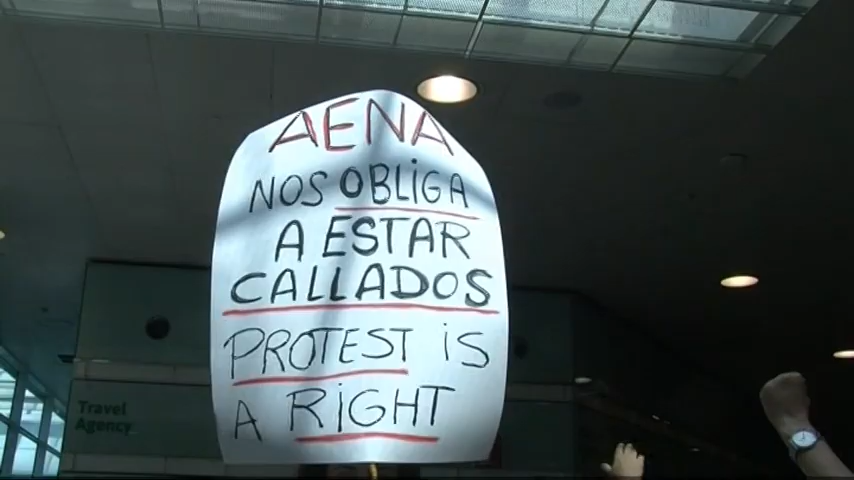 AENA
NOS OBLiGA
A ESTAR
CALLADOS
PROTEST iS
A RiGHT
Travel
Agency